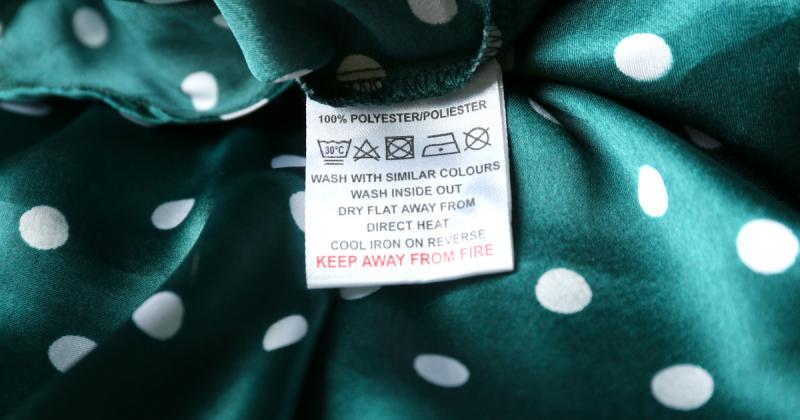 100% POLYESTER/POLIESTER
30°C
WASH WITH SIMILAR COLOURS
WASH INSIDE OUT
DRY FLAT AWAY FROM
DIRECT HEAT
COOL IRON ON REVERSE
KEEP AWAY FROM FIRE